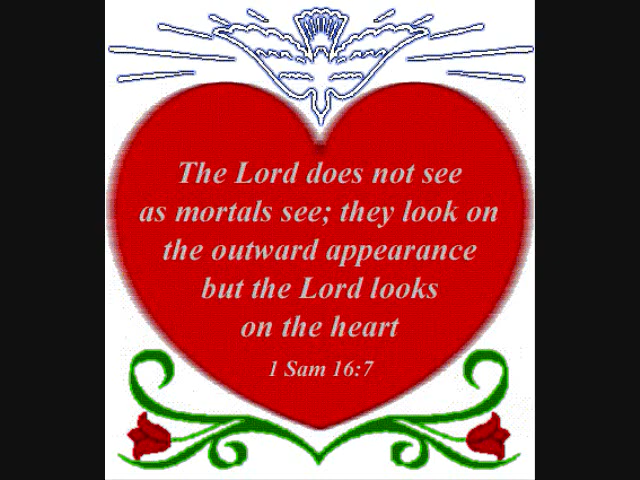 The Lord does not see
as mortals see; they look on
the outward appearance
but the Lord looks
on the heart
1 Sam 16:7